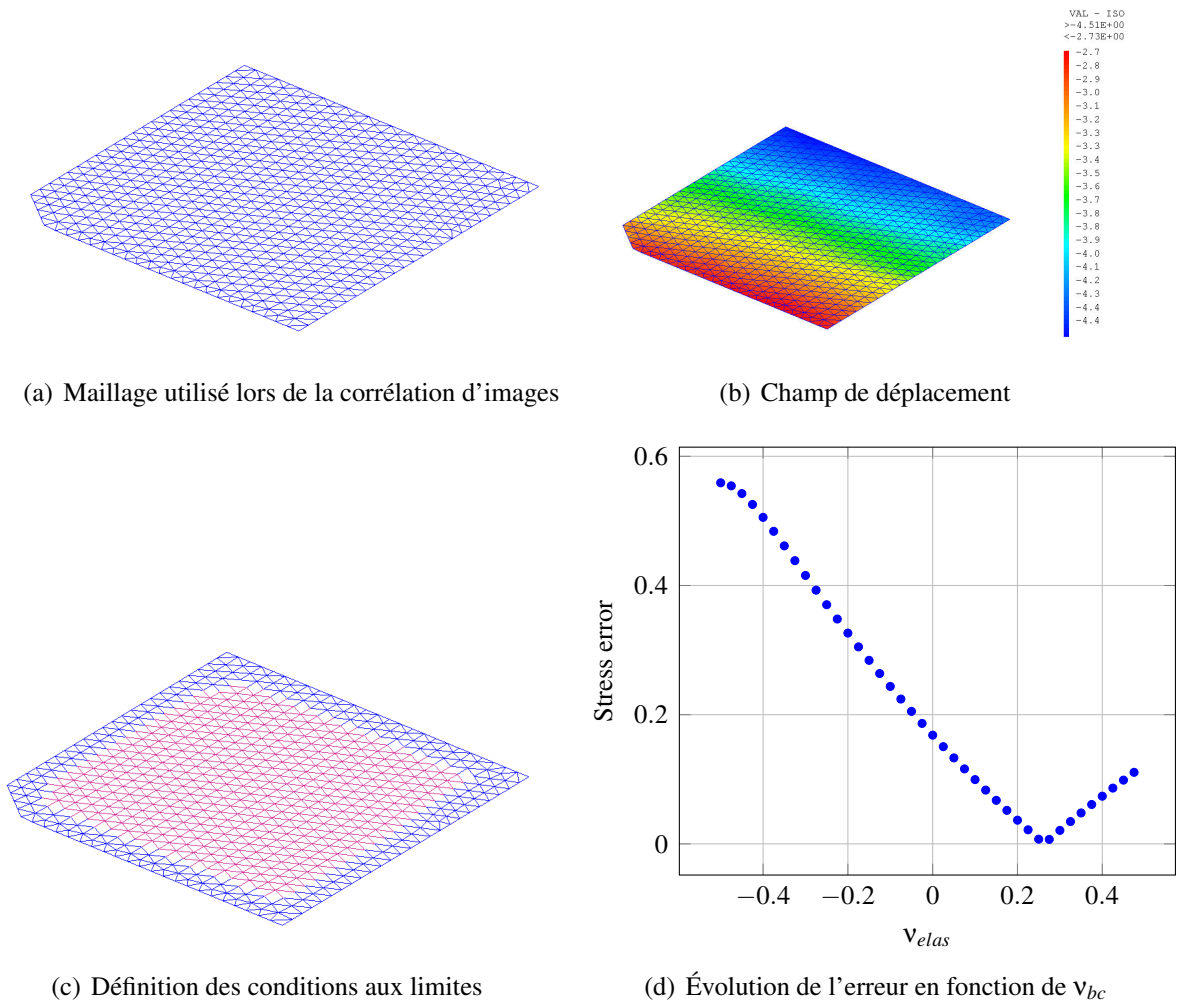 VAL - ISO
>-4.51E+00
<-2.73E+00
-2.7
-2.8
-2.9
-3.0
-3.1
-3.2
-3.3
-3.3
-3.4
-3.5
-3.6
-3.7
-3.8
-3.9
-4.0
-4.1
-4.2
-4.3
-4.4
-4.4
(a) Maillage utilisé lors de la corrélation d'images
(b) Champ de déplacement
0.6
0.4
0.2
0
Stress error
−0.4 −0.2 0 0.2 0.4
ν_elas
(c) Définition des conditions aux limites
(d) Évolution de l'erreur en fonction de ν_bc